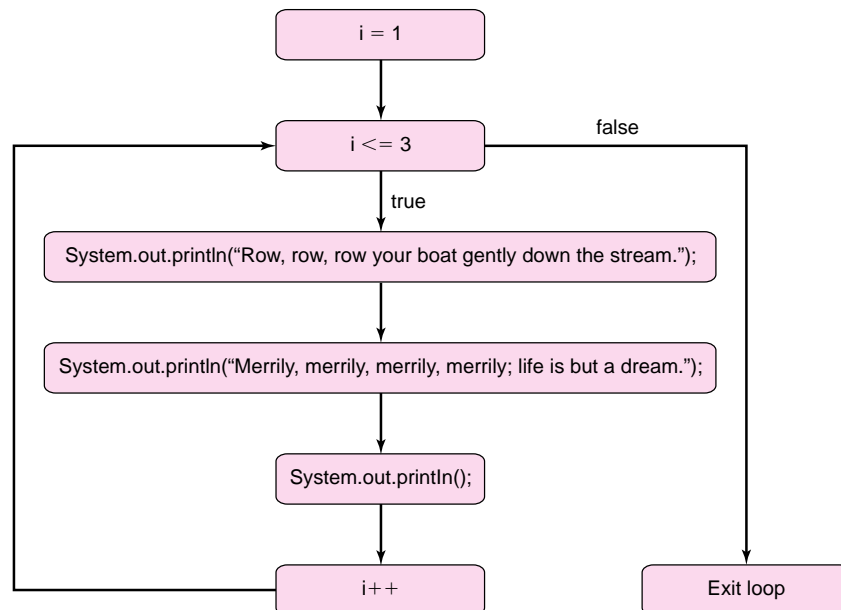 i = 1
i <= 3
false
true
System.out.println(“Row, row, row your boat gently down the stream.”);
System.out.println(“Merrily, merrily, merrily, merrily; life is but a dream.”);
System.out.printIn();
i++
Exit loop